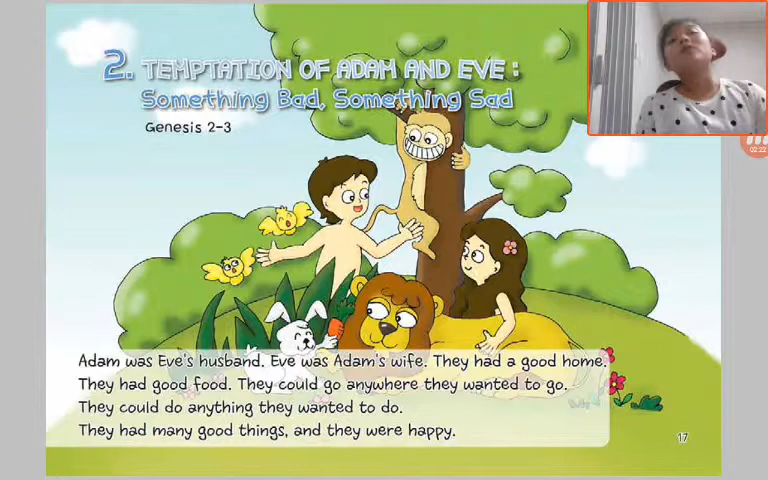 2. TEMPTATION OF ADAM AND EVE :
Something Bad, Something Sad
Genesis 2-3
02:22
Adam was Eve's husband. Eve was Adam's wife. They had a good home.
They had good food. They could go anywhere they wanted to go.
They could do anything they wanted to do.
They had many good things, and they were happy.
17